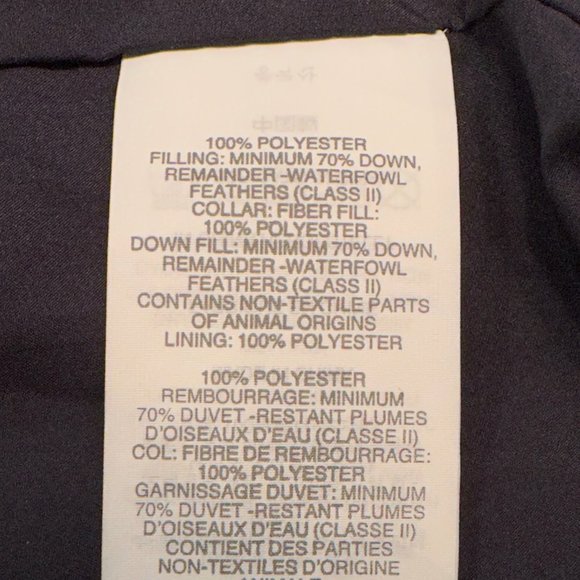 100% POLYESTER
FILLING: MINIMUM 70% DOWN,
REMAINDER -WATERFOWL
FEATHERS (CLASS II)
COLLAR: FIBER FILL:
100% POLYESTER
DOWN FILL: MINIMUM 70% DOWN,
REMAINDER -WATERFOWL
FEATHERS (CLASS II)
CONTAINS NON-TEXTILE PARTS
OF ANIMAL ORIGINS
LINING: 100% POLYESTER
100% POLYESTER
REMBOURRAGE: MINIMUM
70% DUVET -RESTANT PLUMES
D'OISEAUX D'EAU (CLASSE II)
COL: FIBRE DE REMBOURRAGE:
100% POLYESTER
GARNISSAGE DUVET: MINIMUM
70% DUVET -RESTANT PLUMES
D'OISEAUX D'EAU (CLASSE II)
CONTIENT DES PARTIES
NON-TEXTILES D'ORIGINE